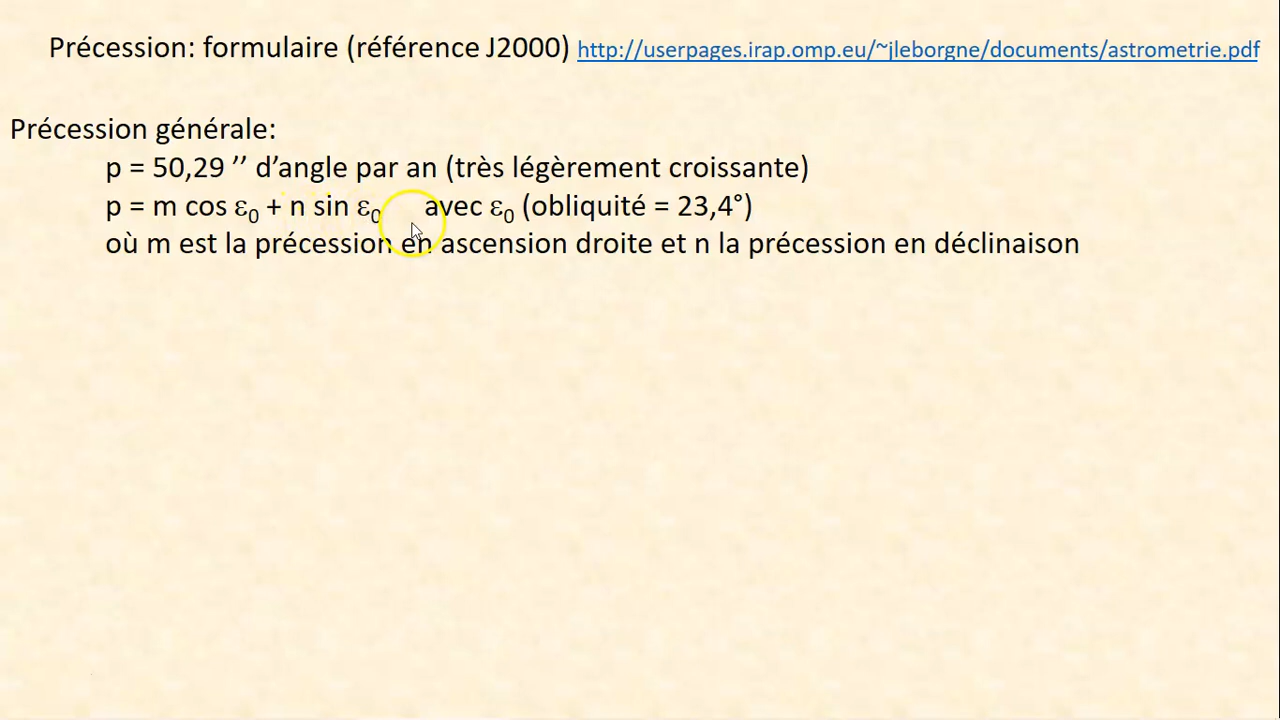 Précession: formulaire (référence J2000) http://userpages.irap.omp.eu/~jleborgne/documents/astrometrie.pdf
Précession générale:
p = 50,29 ’’ d’angle par an (très légèrement croissante)
p = m cos ε₀ + n sin ε₀ avec ε₀ (obliquité = 23,4°)
où m est la précession en ascension droite et n la précession en déclinaison